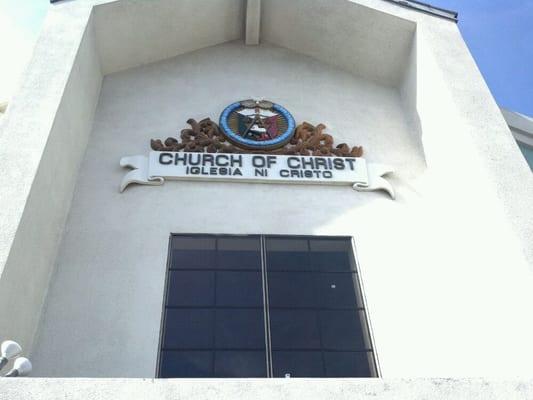 CHURCH OF CHRIST
IGLESIA NI CRISTO